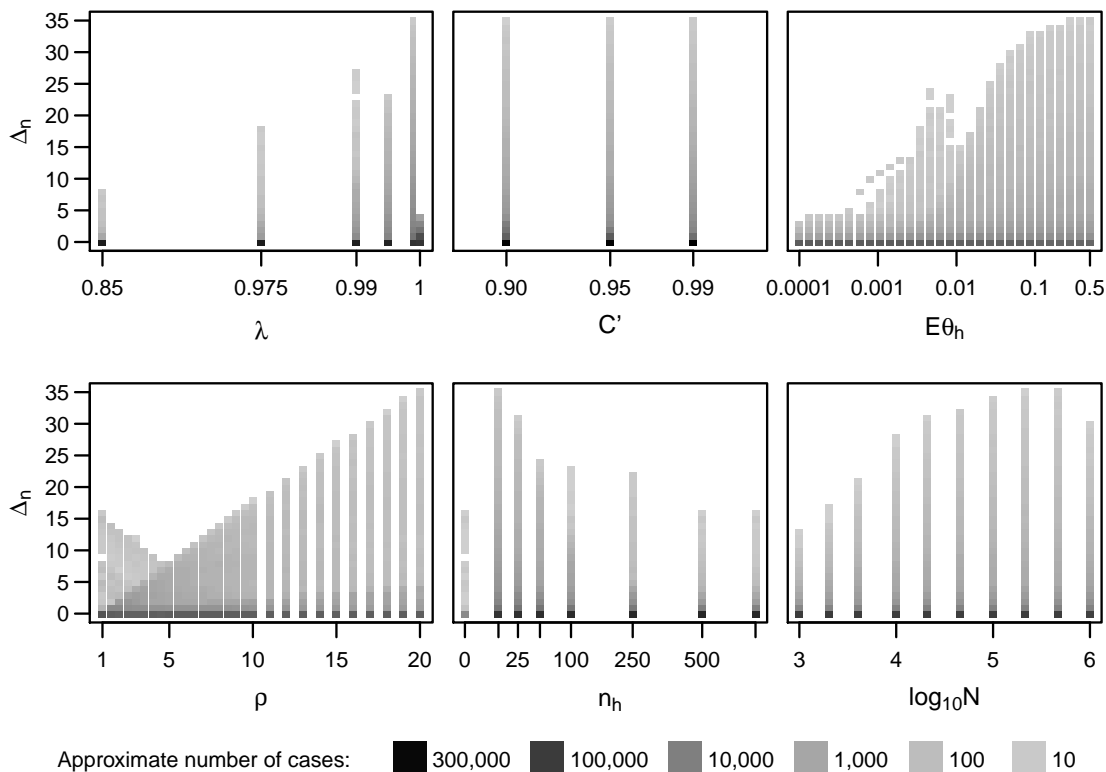 35
30
25
20
15
10
5
0
Δn
0.85 0.975 0.99 1
λ
0.90 0.95 0.99
C’
0.0001 0.001 0.01 0.1 0.5
Eθh
35
30
25
20
15
10
5
0
Δn
1 5 10 15 20
ρ
0 25 100 250 500
nh
3 4 5 6
log10N
Approximate number of cases: 300,000 100,000 10,000 1,000 100 10